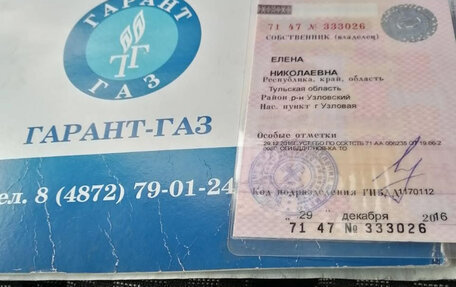 ГАРАНТ
ГАЗ
ГАРАНТ-ГАЗ
ел. 8 (4872) 79-01-24
71 47 № 333026
СОБСТВЕННИК (владелец)
ЕЛЕНА
НИКОЛАЕВНА
Республика, край, область
Тульская область
Район р-н Узловский
Нас. пункт г Узловая
Особые отметки
Код подразделения ГИБДД 1170112
„ 29 " декабря 2016
71 47 № 333026